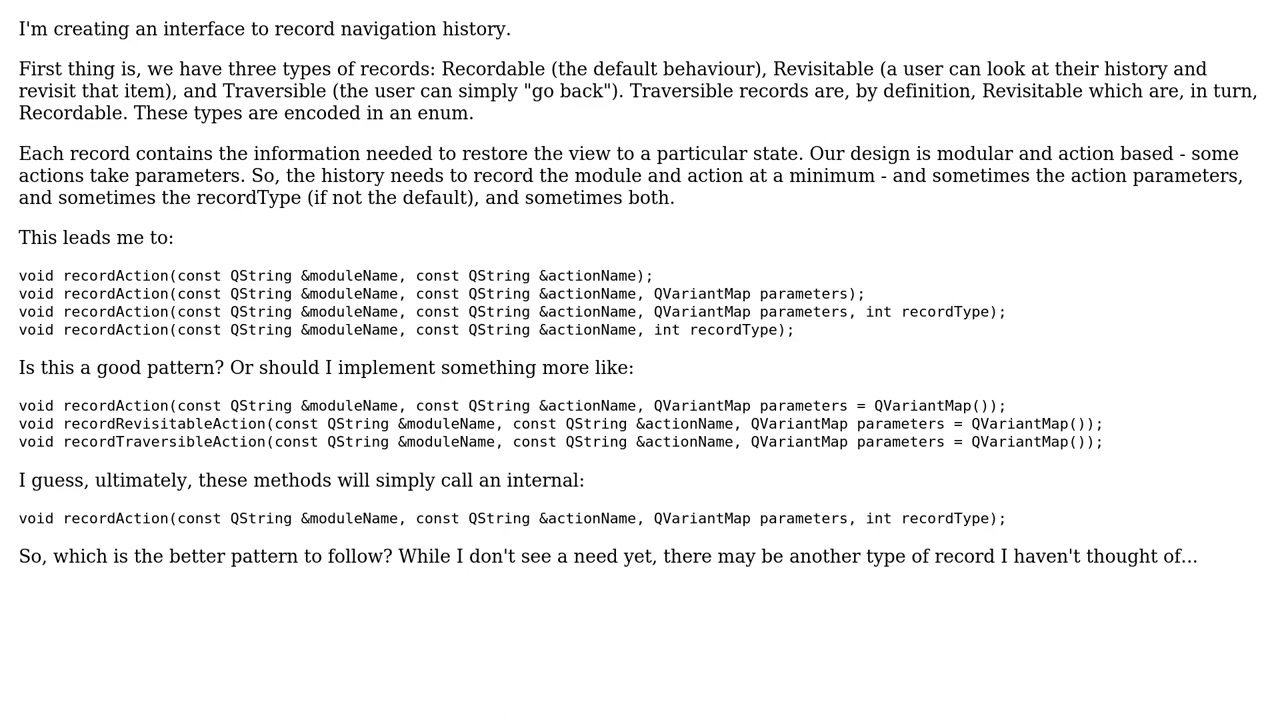 I'm creating an interface to record navigation history.
First thing is, we have three types of records: Recordable (the default behaviour), Revisitable (a user can look at their history and
revisit that item), and Traversible (the user can simply "go back"). Traversible records are, by definition, Revisitable which are, in turn,
Recordable. These types are encoded in an enum.
Each record contains the information needed to restore the view to a particular state. Our design is modular and action based - some
actions take parameters. So, the history needs to record the module and action at a minimum - and sometimes the action parameters,
and sometimes the recordType (if not the default), and sometimes both.
This leads me to:
void recordAction(const QString &moduleName, const QString &actionName);
void recordAction(const QString &moduleName, const QString &actionName, QVariantMap parameters);
void recordAction(const QString &moduleName, const QString &actionName, QVariantMap parameters, int recordType);
void recordAction(const QString &moduleName, const QString &actionName, int recordType);
Is this a good pattern? Or should I implement something more like:
void recordAction(const QString &moduleName, const QString &actionName, QVariantMap parameters = QVariantMap());
void recordRevisitableAction(const QString &moduleName, const QString &actionName, QVariantMap parameters = QVariantMap());
void recordTraversibleAction(const QString &moduleName, const QString &actionName, QVariantMap parameters = QVariantMap());
I guess, ultimately, these methods will simply call an internal:
void recordAction(const QString &moduleName, const QString &actionName, QVariantMap parameters, int recordType);
So, which is the better pattern to follow? While I don't see a need yet, there may be another type of record I haven't thought of...